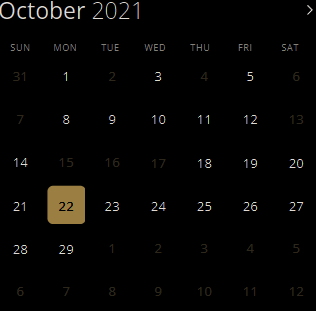 October 2021
SUN MON TUE WED THU FRI SAT
31 1 2 3 4 5 6
7 8 9 10 11 12 13
14 15 16 17 18 19 20
21 22 23 24 25 26 27
28 29 1 2 3 4 5
6 7 8 9 10 11 12